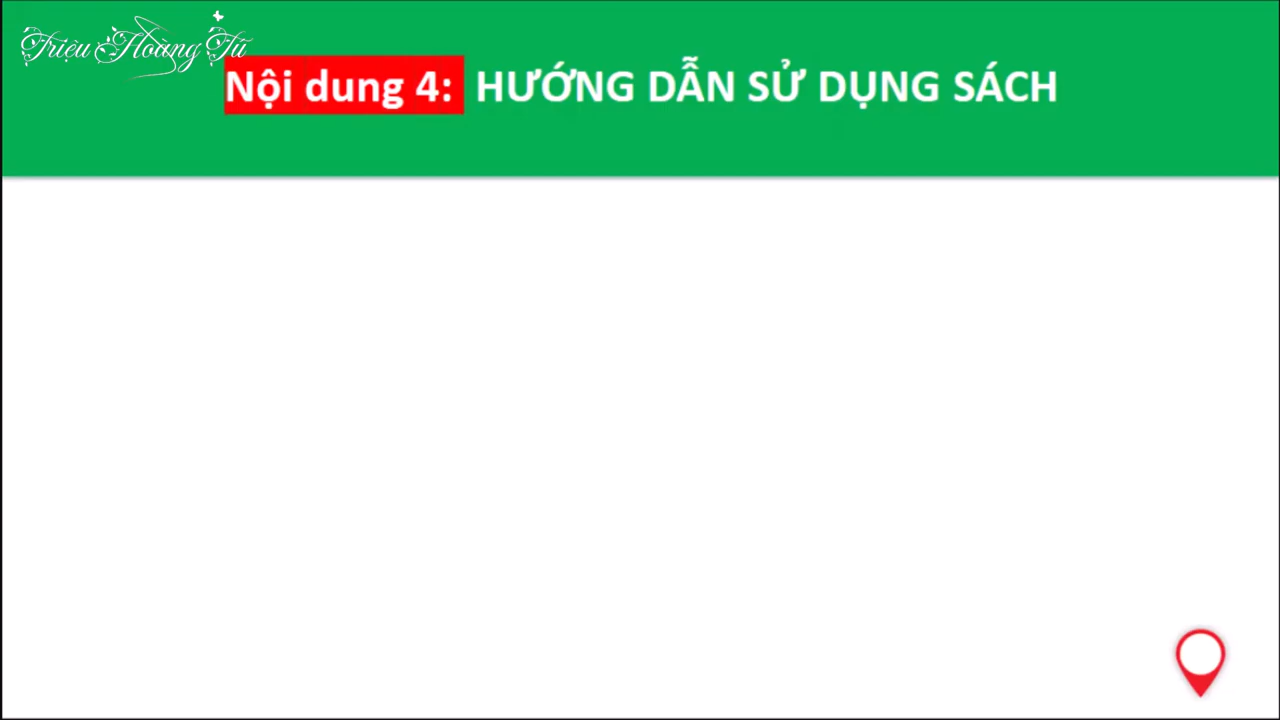 Triệu Hoàng Tú
Nội dung 4: HƯỚNG DẪN SỬ DỤNG SÁCH